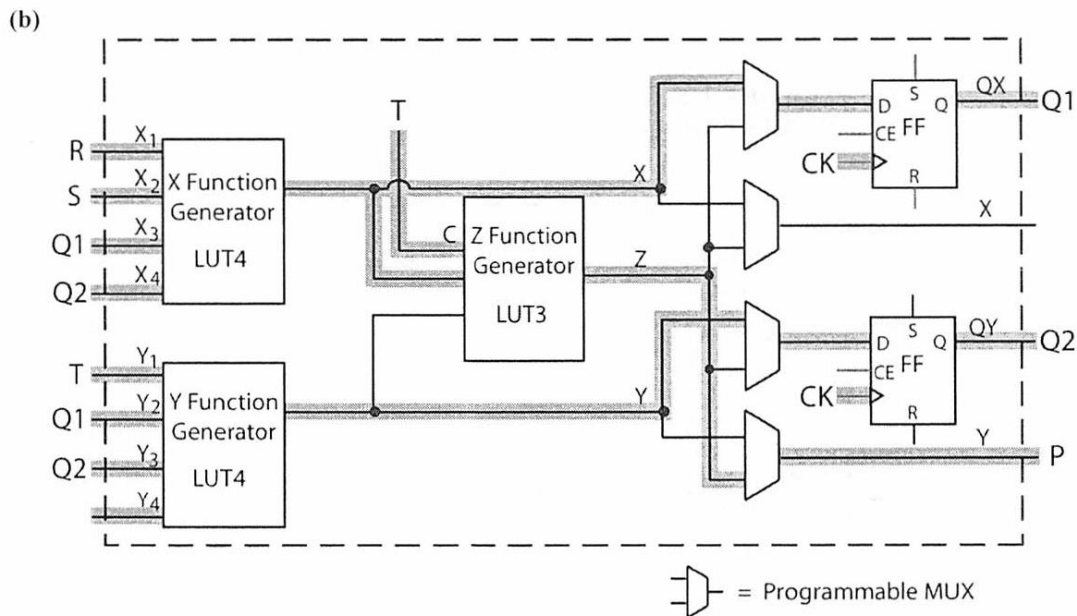 (b)
T
R
X1
S
X2
Q1
X3
Q2
X4
X Function
Generator
LUT4
T
Y1
Q1
Y2
Q2
Y3
Y4
Y Function
Generator
LUT4
C
Z Function
Generator
LUT3
X
Z
Y
D
S
Q
CE
FF
CK
R
QX
Q1
X
D
S
Q
CE
FF
CK
R
QY
Q2
Y
P
= Programmable MUX